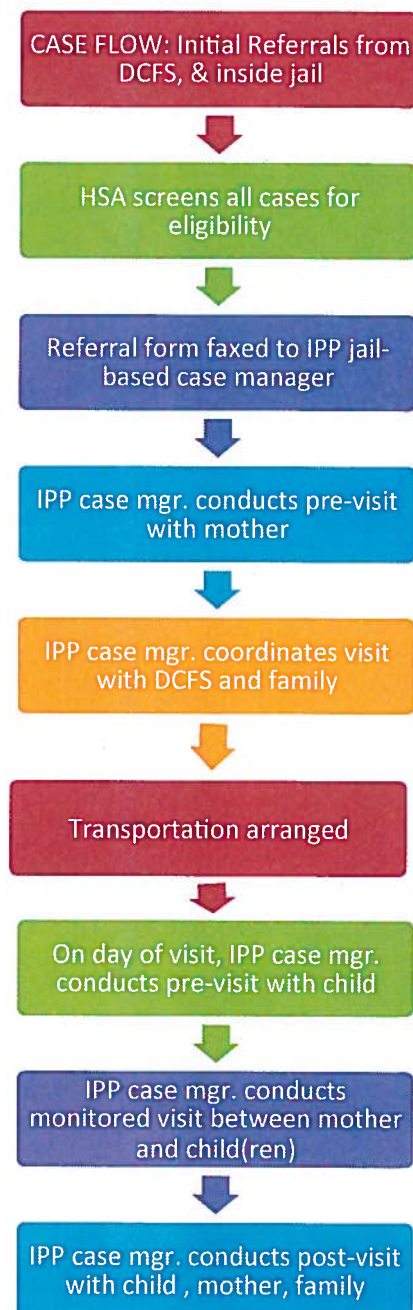 CASE FLOW: Initial Referrals from
DCFS, & inside jail
HSA screens all cases for
eligibility
Referral form faxed to IPP jail-
based case manager
IPP case mgr. conducts pre-visit
with mother
IPP case mgr. coordinates visit
with DCFS and family
Transportation arranged
On day of visit, IPP case mgr.
conducts pre-visit with child
IPP case mgr. conducts
monitored visit between mother
and child(ren)
IPP case mgr. conducts post-visit
with child , mother, family